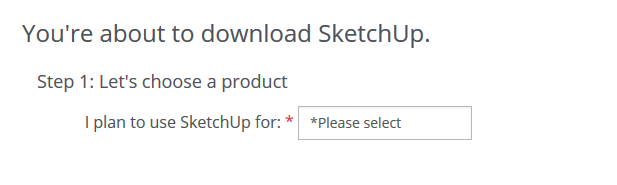 You're about to download SketchUp.
Step 1: Let's choose a product
I plan to use SketchUp for: * *Please select